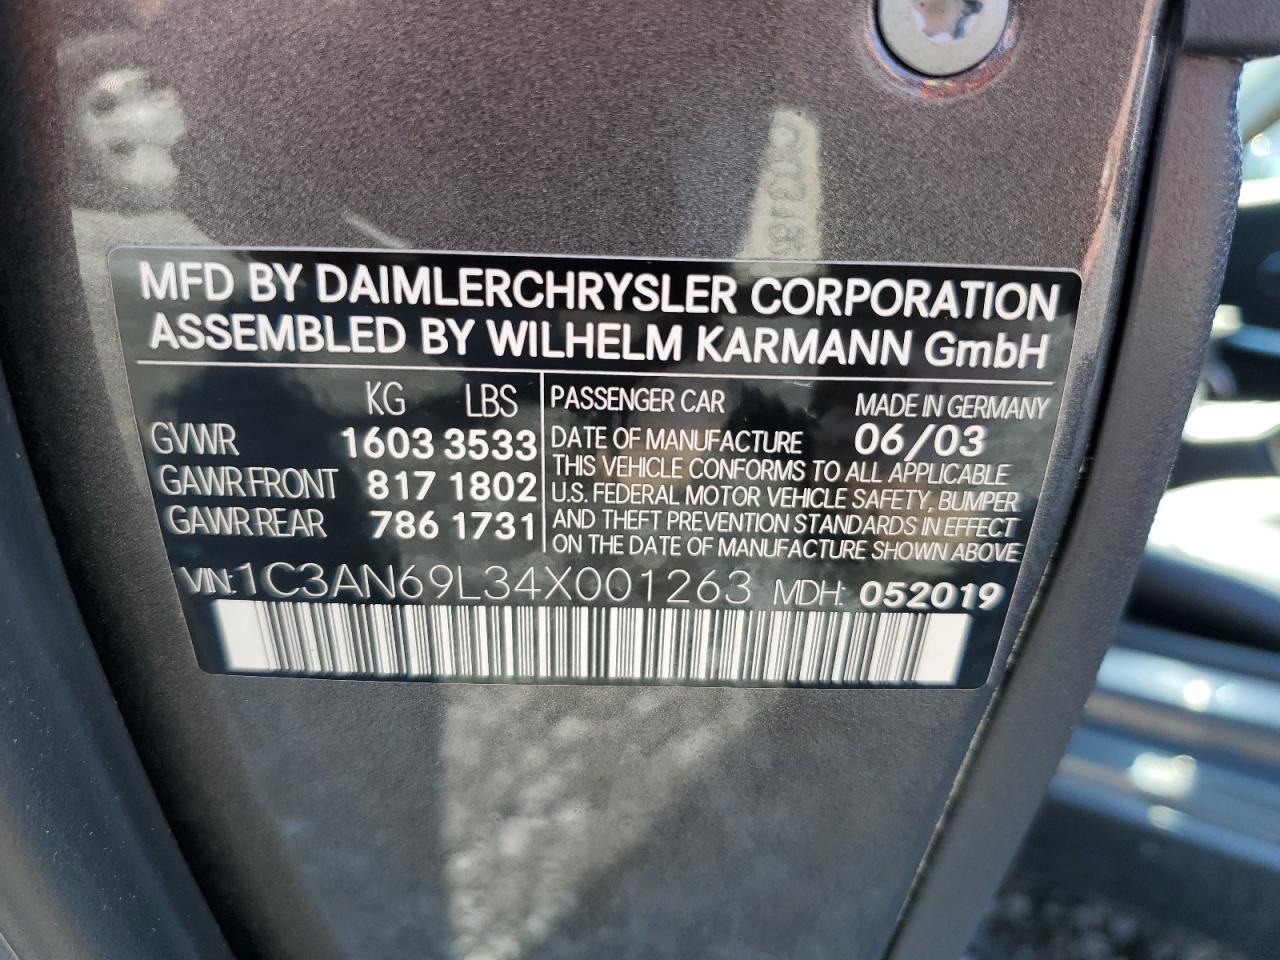 MFD BY DAIMLERCHRYSLER CORPORATION
ASSEMBLED BY WILHELM KARMANN GmbH
KG LBS
GVWR 1603 3533
GAWR FRONT 817 1802
GAWR REAR 786 1731
PASSENGER CAR MADE IN GERMANY
DATE OF MANUFACTURE 06/03
THIS VEHICLE CONFORMS TO ALL APPLICABLE
U.S. FEDERAL MOTOR VEHICLE SAFETY, BUMPER
AND THEFT PREVENTION STANDARDS IN EFFECT
ON THE DATE OF MANUFACTURE SHOWN ABOVE
VIN: 1C3AN69L34X001263 MDH: 052019